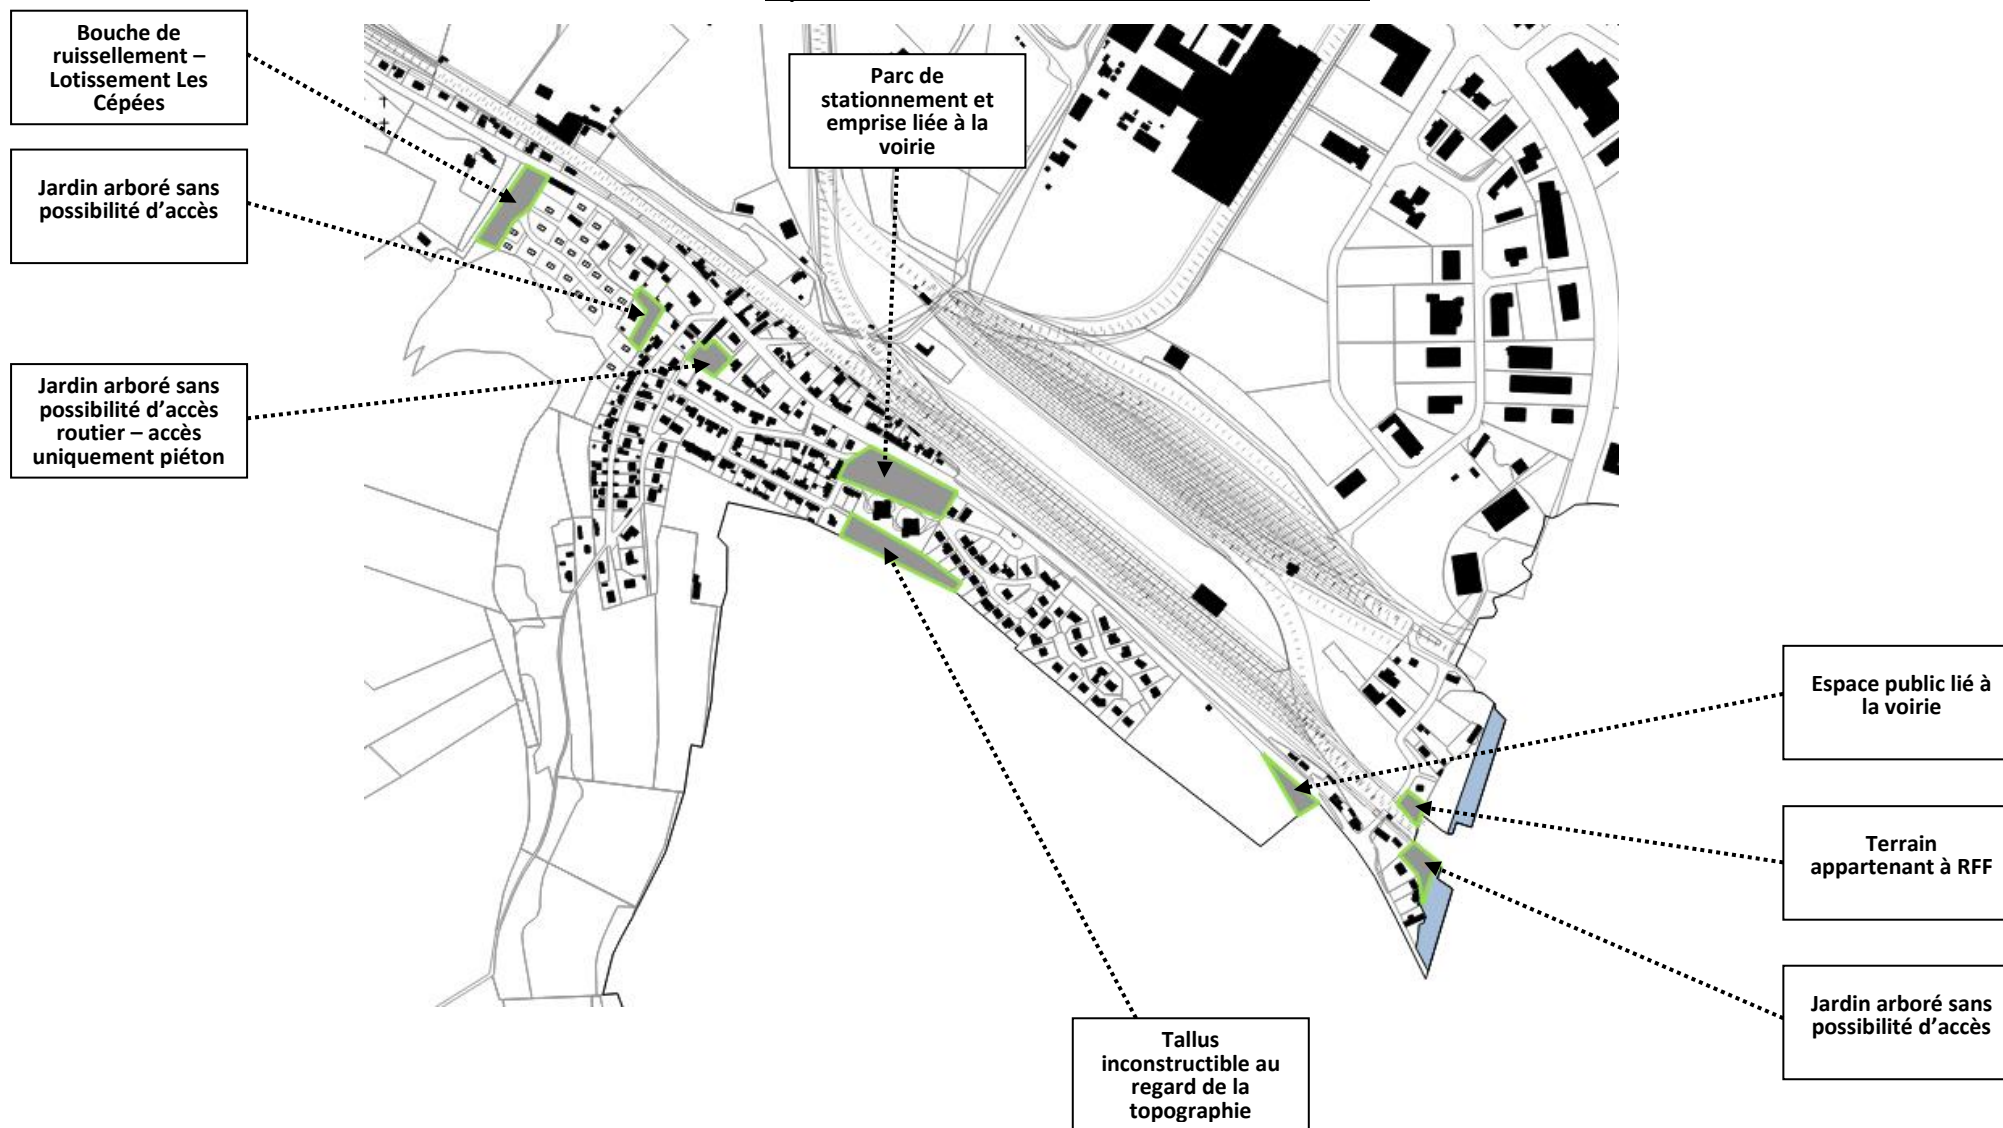 Bouche de
ruissellement –
Lotissement Les
Cépées
Parc de
stationnement et
emprise liée à la
voirie
Jardin arboré sans
possibilité d'accès
Jardin arboré sans
possibilité d'accès
routier – accès
uniquement piéton
Espace public lié à
la voirie
Terrain
appartenant à RFF
Jardin arboré sans
possibilité d'accès
Tallus
inconstructible au
regard de la
topographie